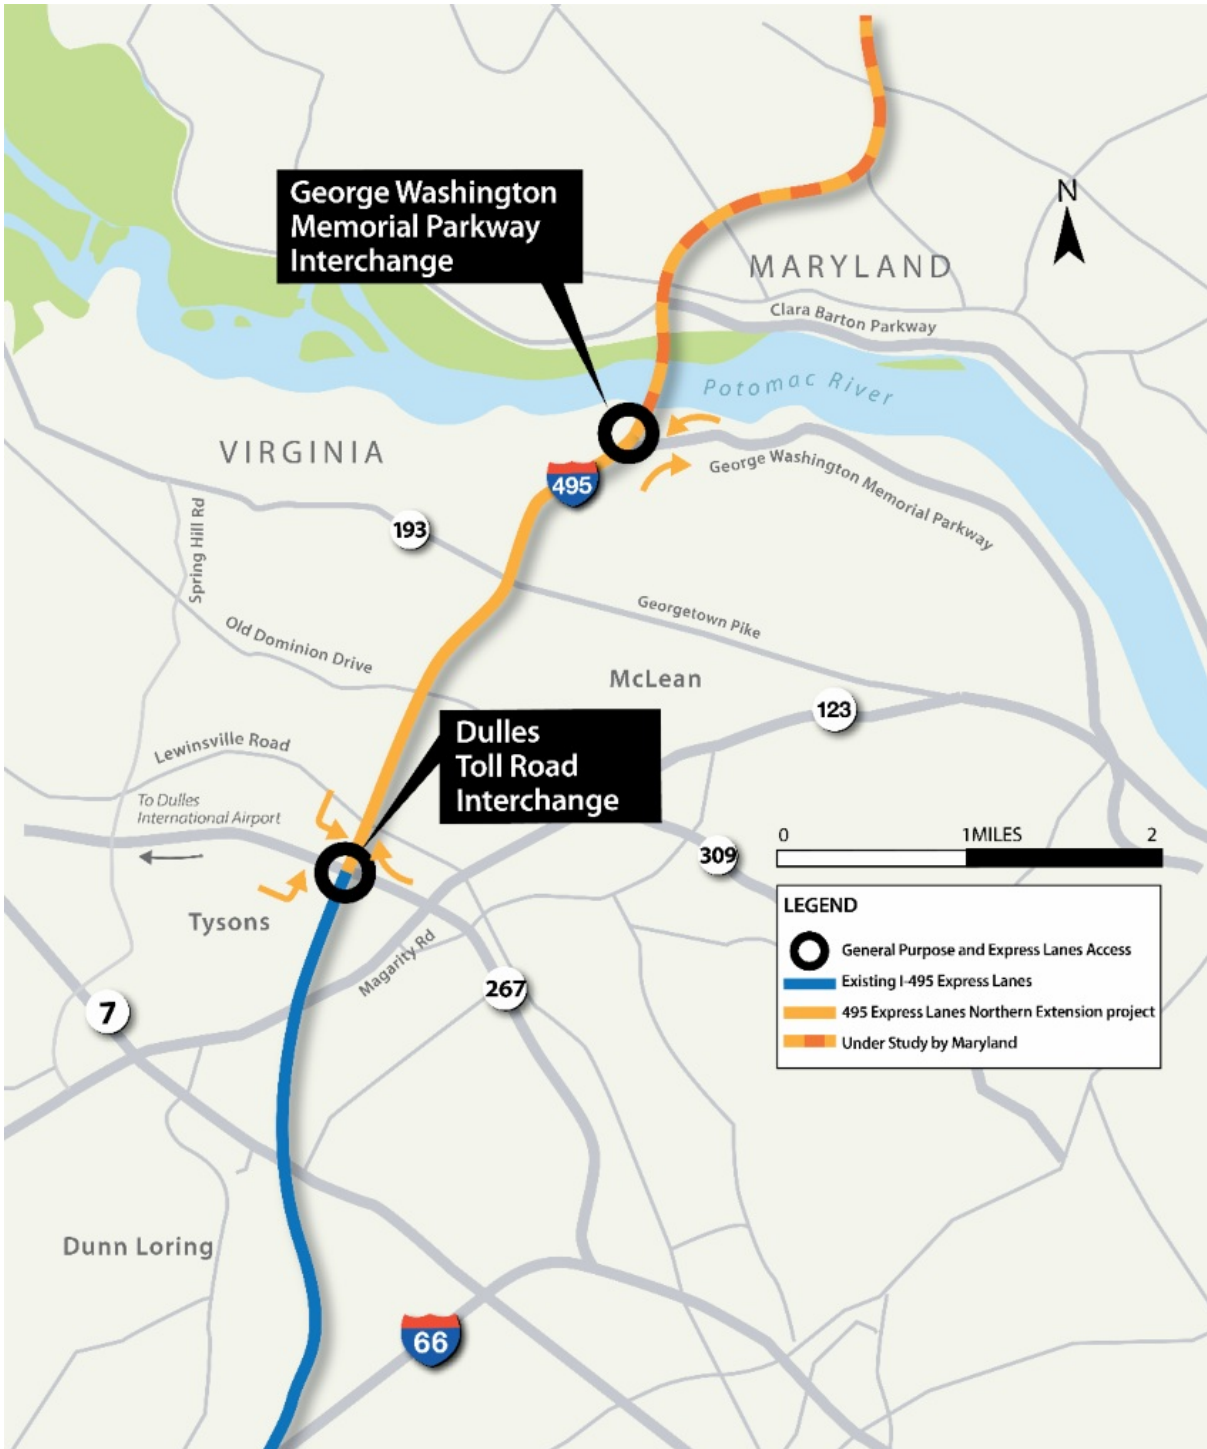 George Washington
Memorial Parkway
Interchange
N
MARYLAND
Clara Barton Parkway
Potomac River
VIRGINIA
495
George Washington Memorial Parkway
193
Spring Hill Rd
Georgetown Pike
Old Dominion Drive
McLean
123
Dulles
Toll Road
Interchange
Lewinsville Road
To Dulles
International Airport
0 1 MILES 2
309
Tysons
Magarity Rd
267
7
LEGEND
General Purpose and Express Lanes Access
Existing I-495 Express Lanes
495 Express Lanes Northern Extension project
Under Study by Maryland
Dunn Loring
66